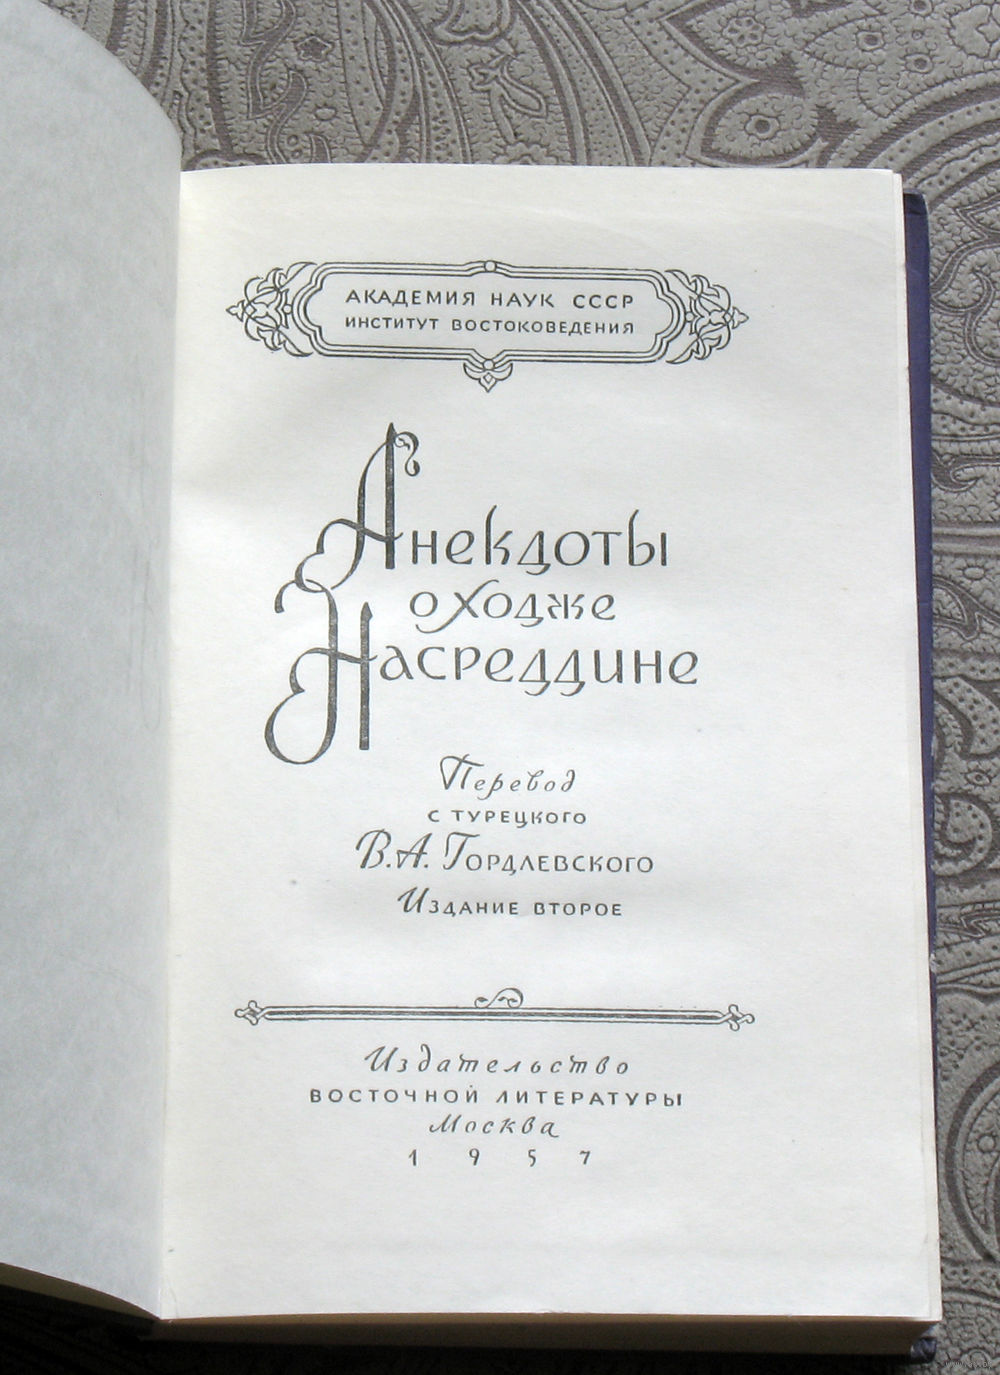 АКАДЕМИЯ НАУК СССР
ИНСТИТУТ ВОСТОКОВЕДЕНИЯ
Анекдоты
о Ходже
Насреддине
Перевод
С ТУРЕЦКОГО
В.А. Гордлевского
Издание второе
Издательство
ВОСТОЧНОЙ ЛИТЕРАТУРЫ
Москва
1957